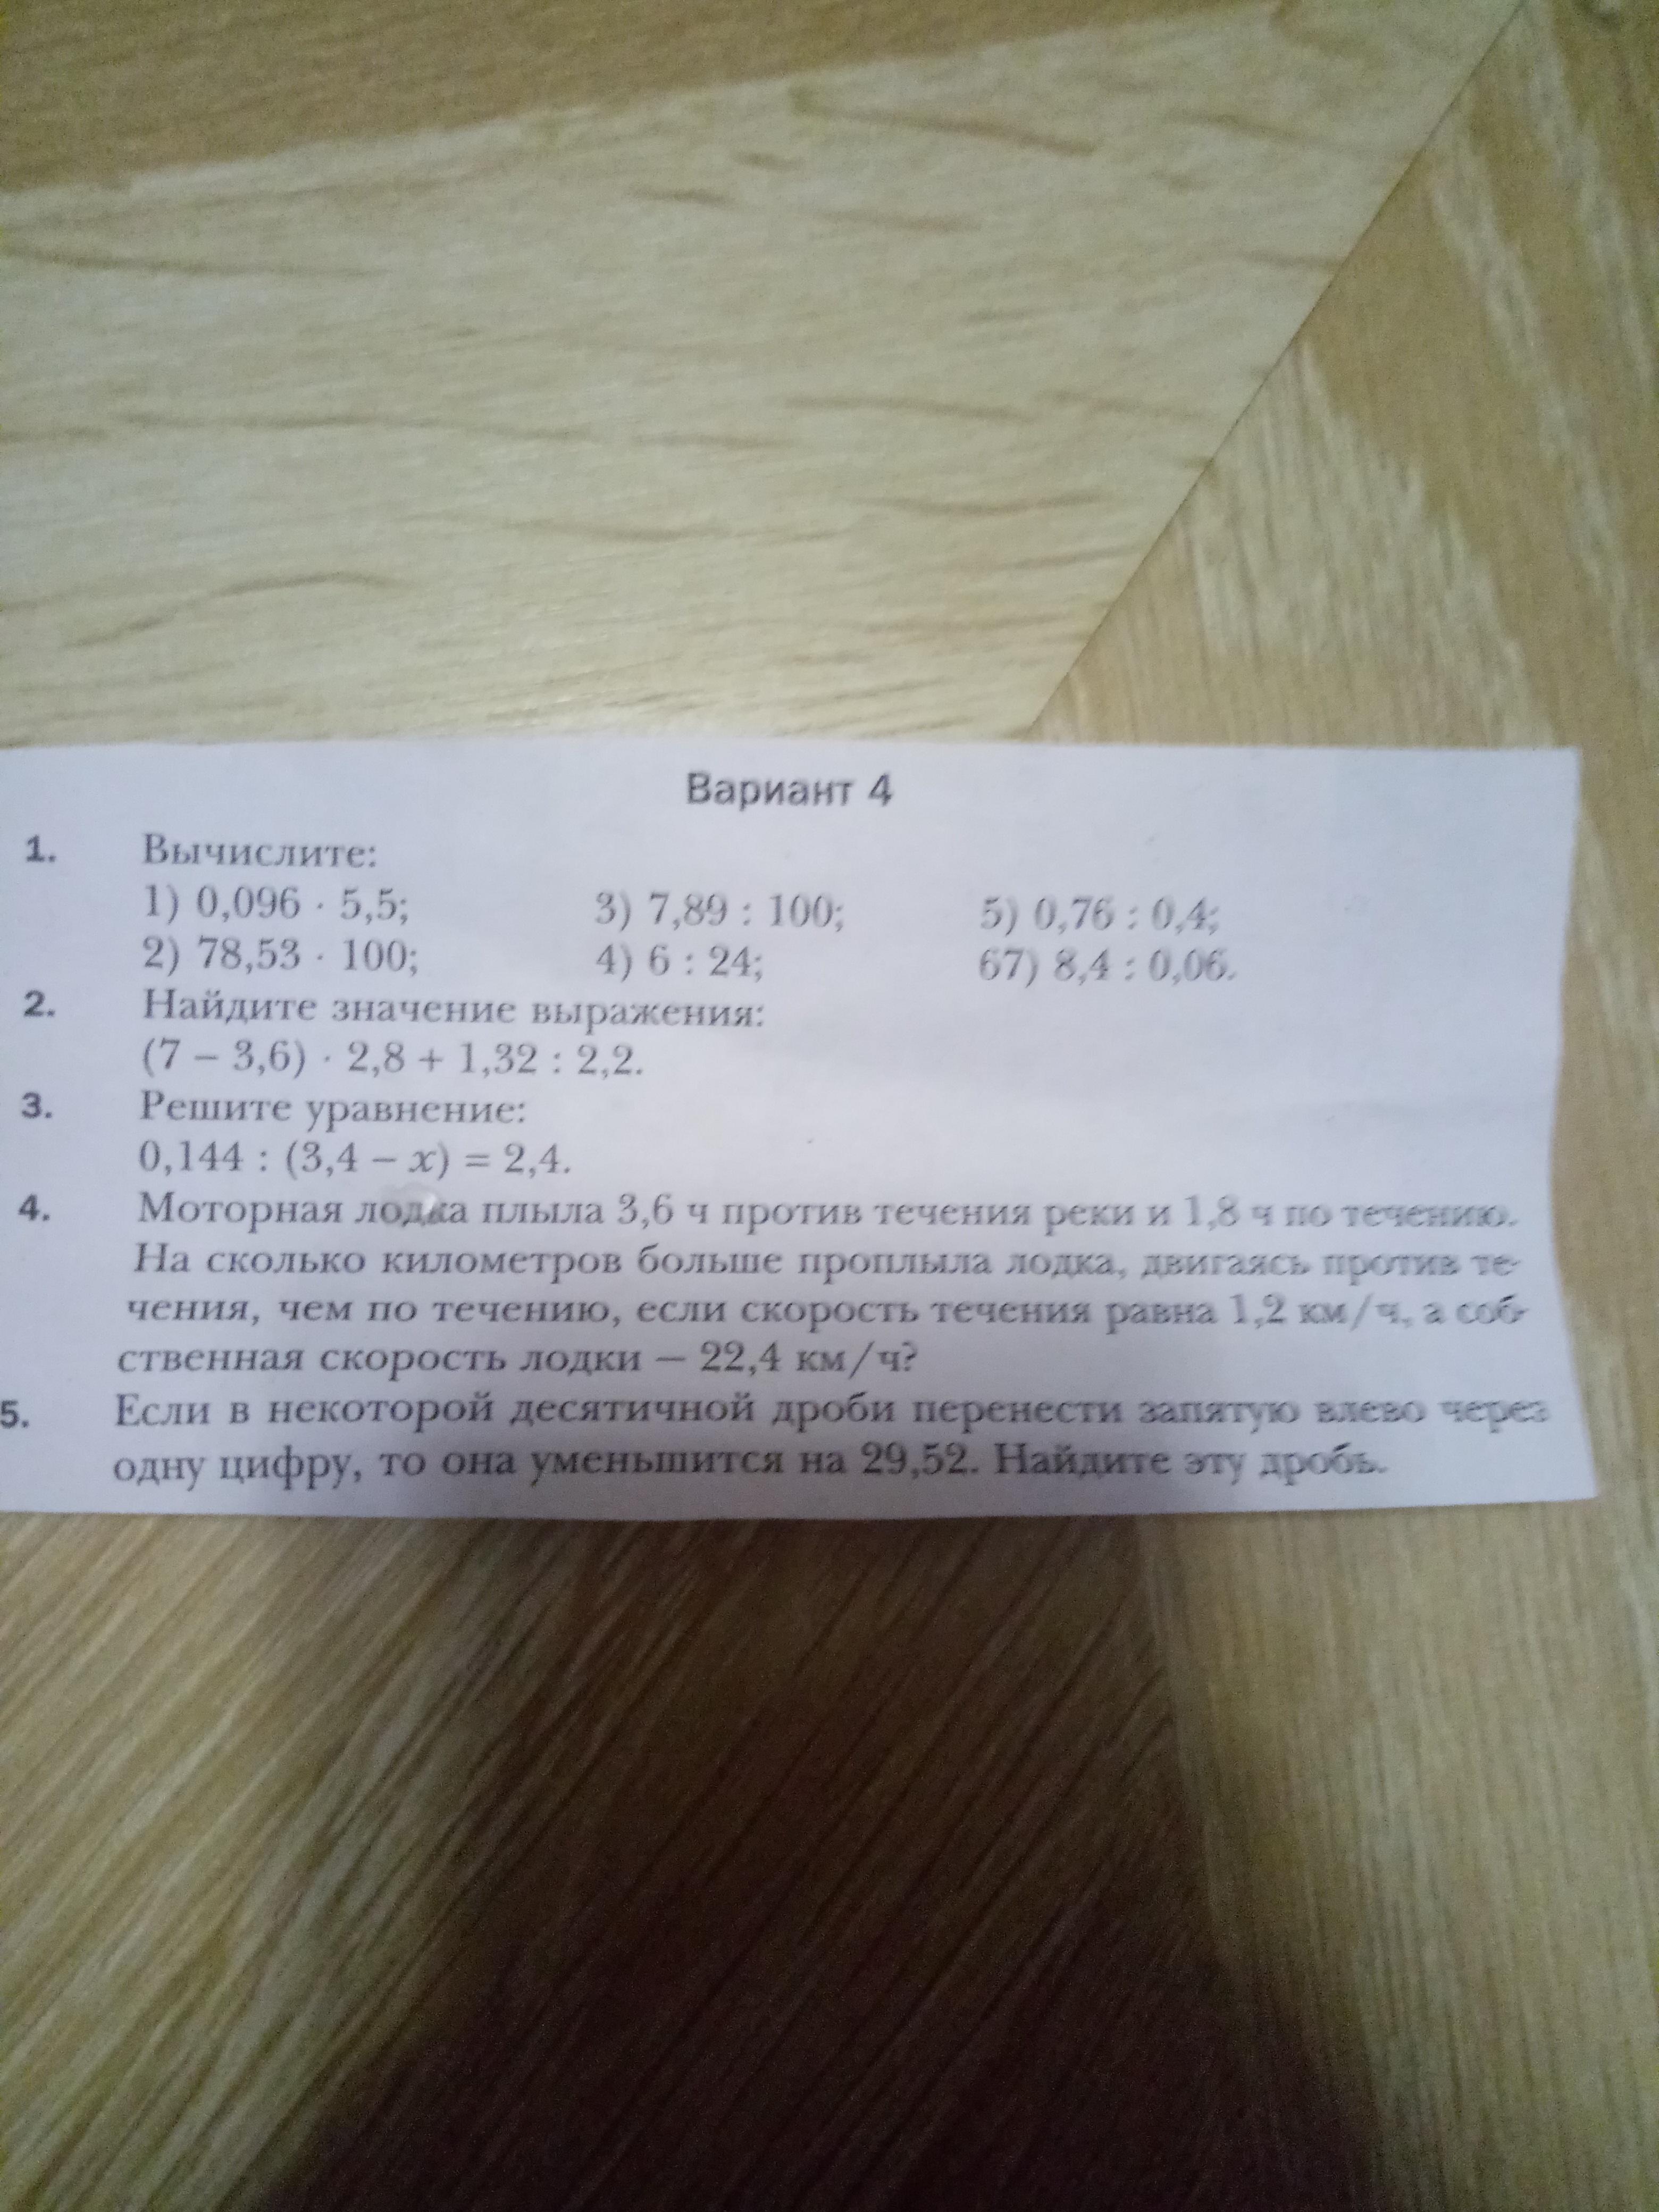 Вариант 4
1. Вычислите:
1) 0,096 · 5,5; 3) 7,89 : 100; 5) 0,76 : 0,4;
2) 78,53 · 100; 4) 6 : 24; 67) 8,4 : 0,06.
2. Найдите значение выражения:
(7 – 3,6) · 2,8 + 1,32 : 2,2.
3. Решите уравнение:
0,144 : (3,4 – x) = 2,4.
4. Моторная лодка плыла 3,6 ч против течения реки и 1,8 ч по течению.
На сколько километров больше проплыла лодка, двигаясь против те-
чения, чем по течению, если скорость течения равна 1,2 км/ч, а соб-
ственная скорость лодки — 22,4 км/ч?
5. Если в некоторой десятичной дроби перенести запятую влево через
одну цифру, то она уменьшится на 29,52. Найдите эту дробь.